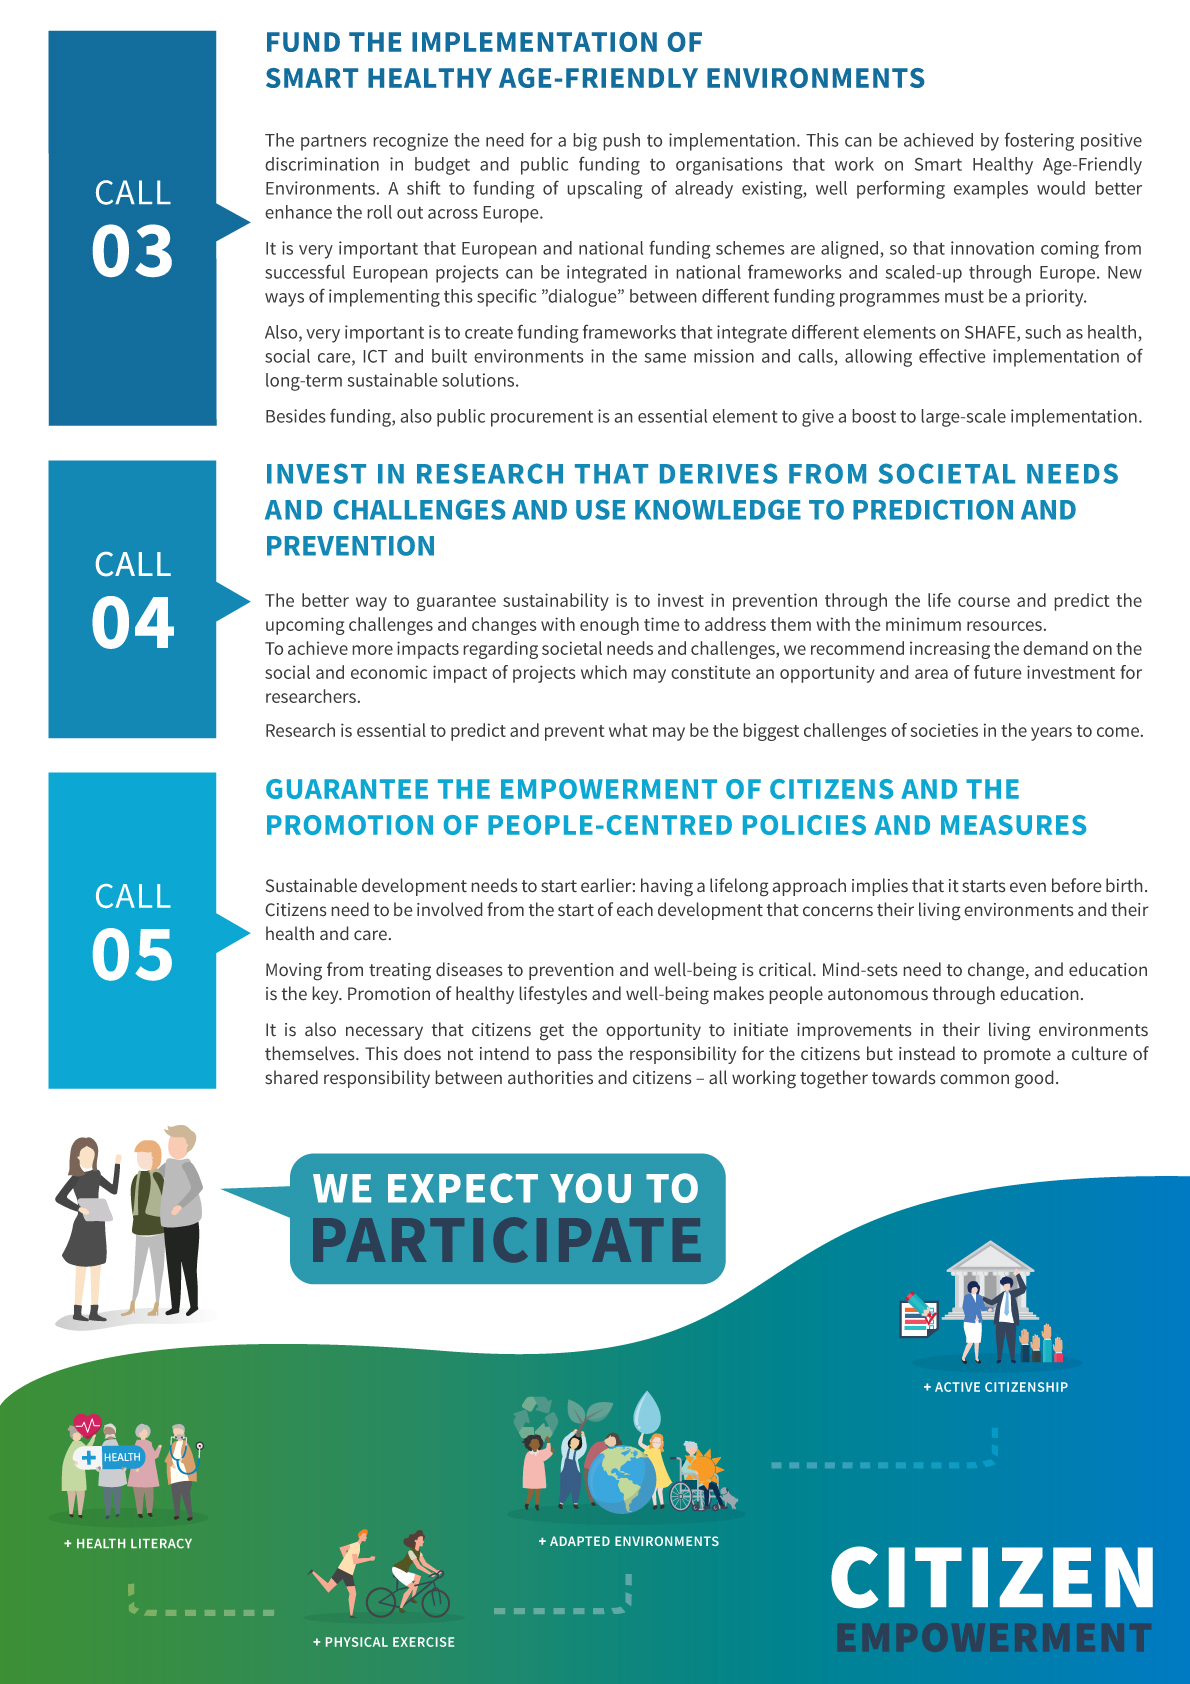 FUND THE IMPLEMENTATION OF
SMART HEALTHY AGE-FRIENDLY ENVIRONMENTS
CALL
03
The partners recognize the need for a big push to implementation. This can be achieved by fostering positive
discrimination in budget and public funding to organisations that work on Smart Healthy Age-Friendly
Environments. A shift to funding of upscaling of already existing, well performing examples would better
enhance the roll out across Europe.
It is very important that European and national funding schemes are aligned, so that innovation coming from
successful European projects can be integrated in national frameworks and scaled-up through Europe. New
ways of implementing this specific ”dialogue” between different funding programmes must be a priority.
Also, very important is to create funding frameworks that integrate different elements on SHAFE, such as health,
social care, ICT and built environments in the same mission and calls, allowing effective implementation of
long-term sustainable solutions.
Besides funding, also public procurement is an essential element to give a boost to large-scale implementation.
INVEST IN RESEARCH THAT DERIVES FROM SOCIETAL NEEDS
AND CHALLENGES AND USE KNOWLEDGE TO PREDICTION AND
PREVENTION
CALL
04
The better way to guarantee sustainability is to invest in prevention through the life course and predict the
upcoming challenges and changes with enough time to address them with the minimum resources.
To achieve more impacts regarding societal needs and challenges, we recommend increasing the demand on the
social and economic impact of projects which may constitute an opportunity and area of future investment for
researchers.
Research is essential to predict and prevent what may be the biggest challenges of societies in the years to come.
GUARANTEE THE EMPOWERMENT OF CITIZENS AND THE
PROMOTION OF PEOPLE-CENTRED POLICIES AND MEASURES
CALL
05
Sustainable development needs to start earlier: having a lifelong approach implies that it starts even before birth.
Citizens need to be involved from the start of each development that concerns their living environments and their
health and care.
Moving from treating diseases to prevention and well-being is critical. Mind-sets need to change, and education
is the key. Promotion of healthy lifestyles and well-being makes people autonomous through education.
It is also necessary that citizens get the opportunity to initiate improvements in their living environments
themselves. This does not intend to pass the responsibility for the citizens but instead to promote a culture of
shared responsibility between authorities and citizens – all working together towards common good.
WE EXPECT YOU TO
PARTICIPATE
+ ACTIVE CITIZENSHIP
HEALTH
+ HEALTH LITERACY
+ ADAPTED ENVIRONMENTS
+ PHYSICAL EXERCISE
CITIZEN
EMPOWERMENT